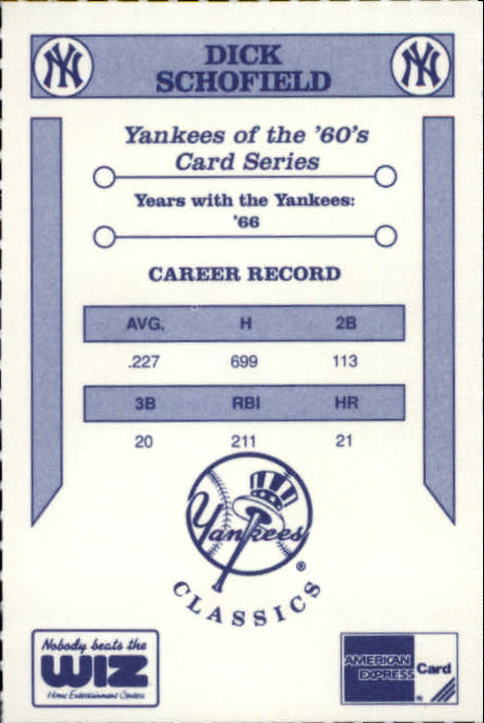 NY
DICK
SCHOFIELD
NY
Yankees of the '60's
Card Series
Years with the Yankees:
'66
CAREER RECORD
AVG. H 2B
.227 699 113
3B RBI HR
20 211 21
Yankees
®
CLASSICS
Nobody beats the
WIZ
Home Entertainment Centers
AMERICAN
EXPRESS
Card
®